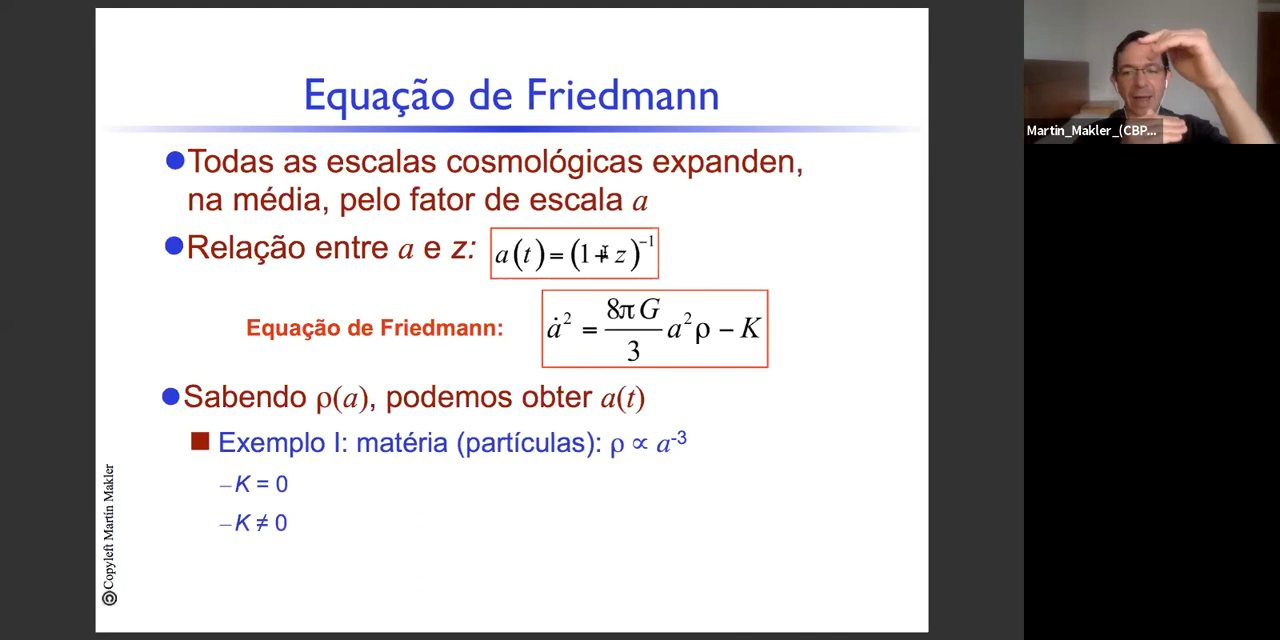 Equação de Friedmann
Todas as escalas cosmológicas expanden,
na média, pelo fator de escala a
Relação entre a e z: a(t) = (1+z)⁻¹
Equação de Friedmann: ȧ² = 8πG/3 a²ρ − K
Sabendo ρ(a), podemos obter a(t)
Exemplo I: matéria (partículas): ρ ∝ a⁻³
–K = 0
–K ≠ 0
Copyleft Martín Makler
Martin_Makler_(CBP...